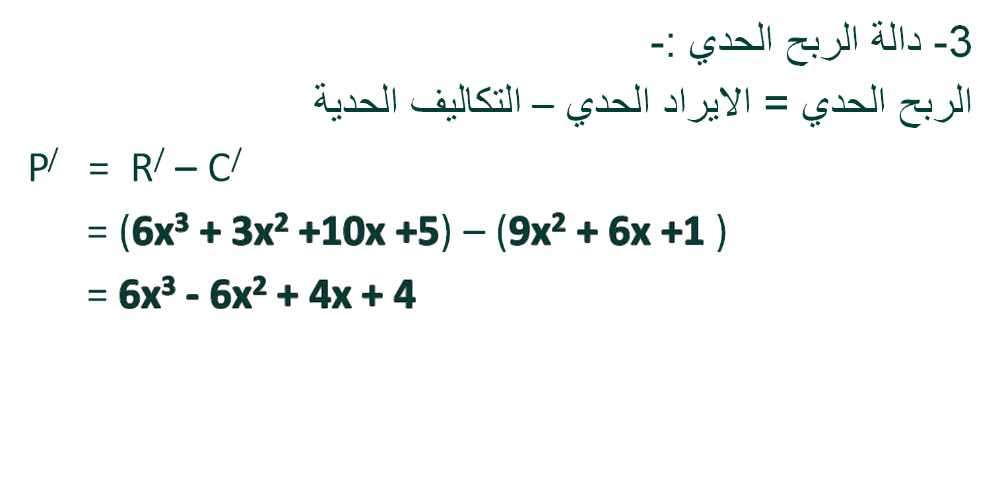 3- دالة الربح الحدي :-
الربح الحدي = الايراد الحدي – التكاليف الحدية
P/ = R/ – C/
= (6x³ + 3x² +10x +5) – (9x² + 6x +1 )
= 6x³ - 6x² + 4x + 4